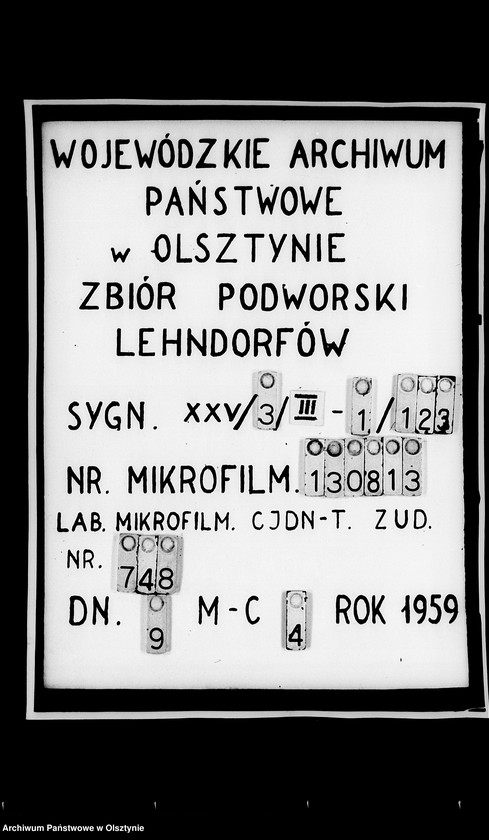 WOJEWÓDZKIE ARCHIWUM
PAŃSTWOWE
w OLSZTYNIE
ZBIÓR PODWORSKI
LEHNDORFÓW
SYGN. XXV/3/III-1/123
NR. MIKROFILM. 130813
LAB. MIKROFILM. CJDN-T. ZUD.
NR. 748
DN. 9 M-C 4 ROK 1959
Archiwum Państwowe w Olsztynie